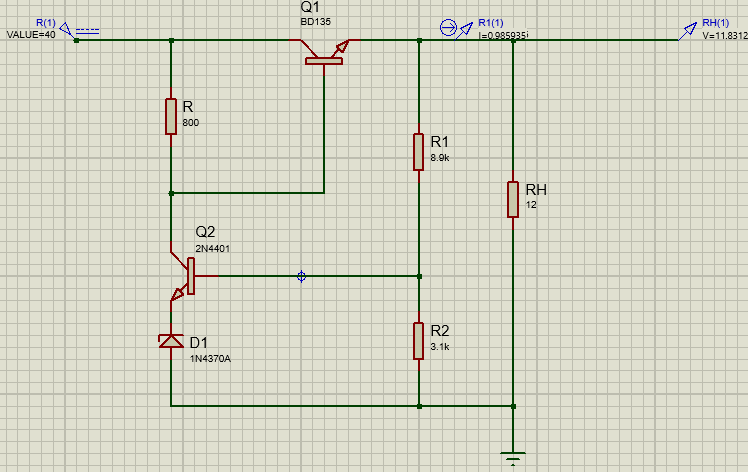 Q1
BD135
R(1)
VALUE=40
R1(1)
I=0.985935
RH(1)
V=11.8312
R
800
R1
8.9k
RH
12
Q2
2N4401
R2
3.1k
D1
1N4370A